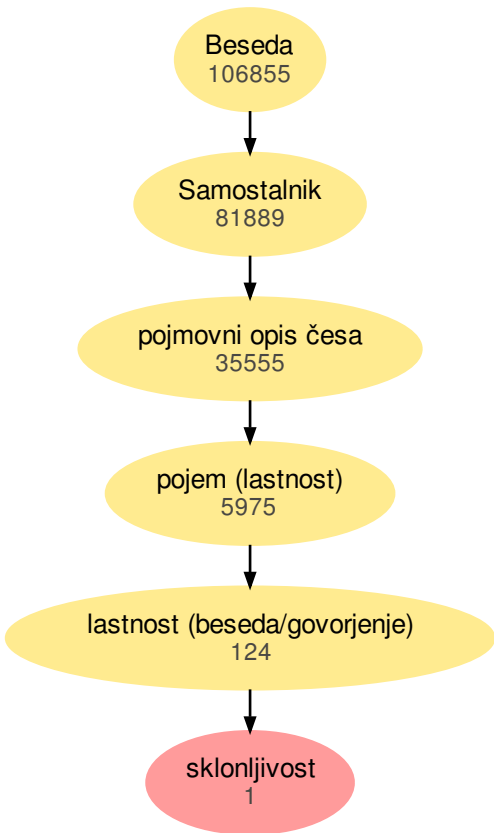 Beseda
106855
Samostalnik
81889
pojmovni opis česa
35555
pojem (lastnost)
5975
lastnost (beseda/govorjenje)
124
sklonljivost
1